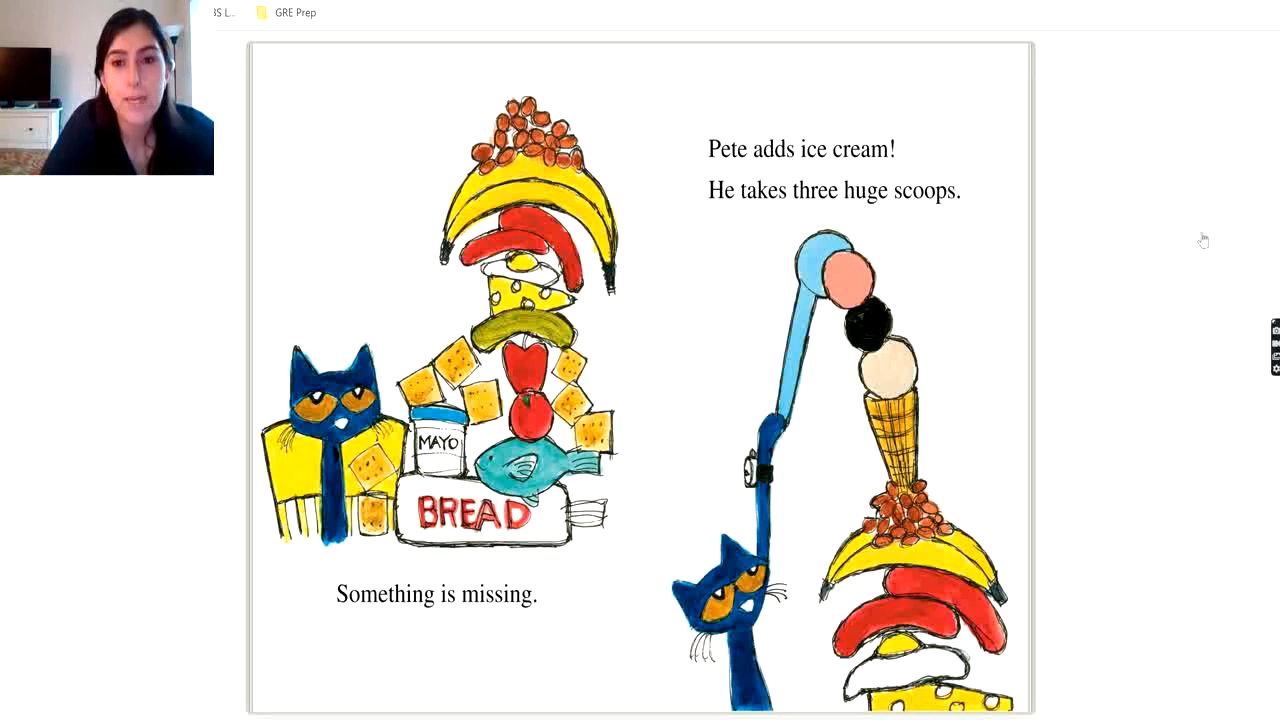 GRE Prep
MAYO
BREAD
Something is missing.
Pete adds ice cream!
He takes three huge scoops.